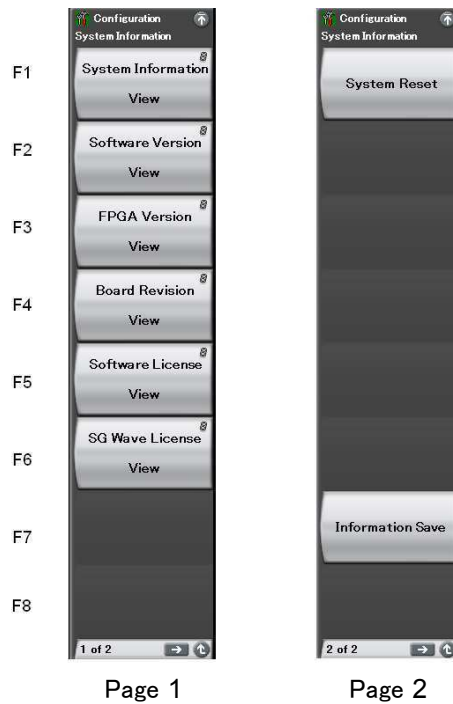 F1
F2
F3
F4
F5
F6
F7
F8
Configuration
System Information
System Information
View
Software Version
View
FPGA Version
View
Board Revision
View
Software License
View
SG Wave License
View
1 of 2
Page 1
Configuration
System Information
System Reset
Information Save
2 of 2
Page 2